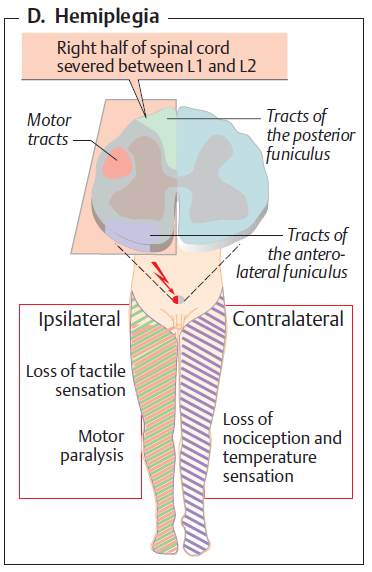 D. Hemiplegia
Right half of spinal cord
severed between L1 and L2
Motor
tracts
Tracts of
the posterior
funiculus
Tracts of
the antero-
lateral funiculus
Ipsilateral
Loss of tactile
sensation
Motor
paralysis
Contralateral
Loss of
nociception and
temperature
sensation